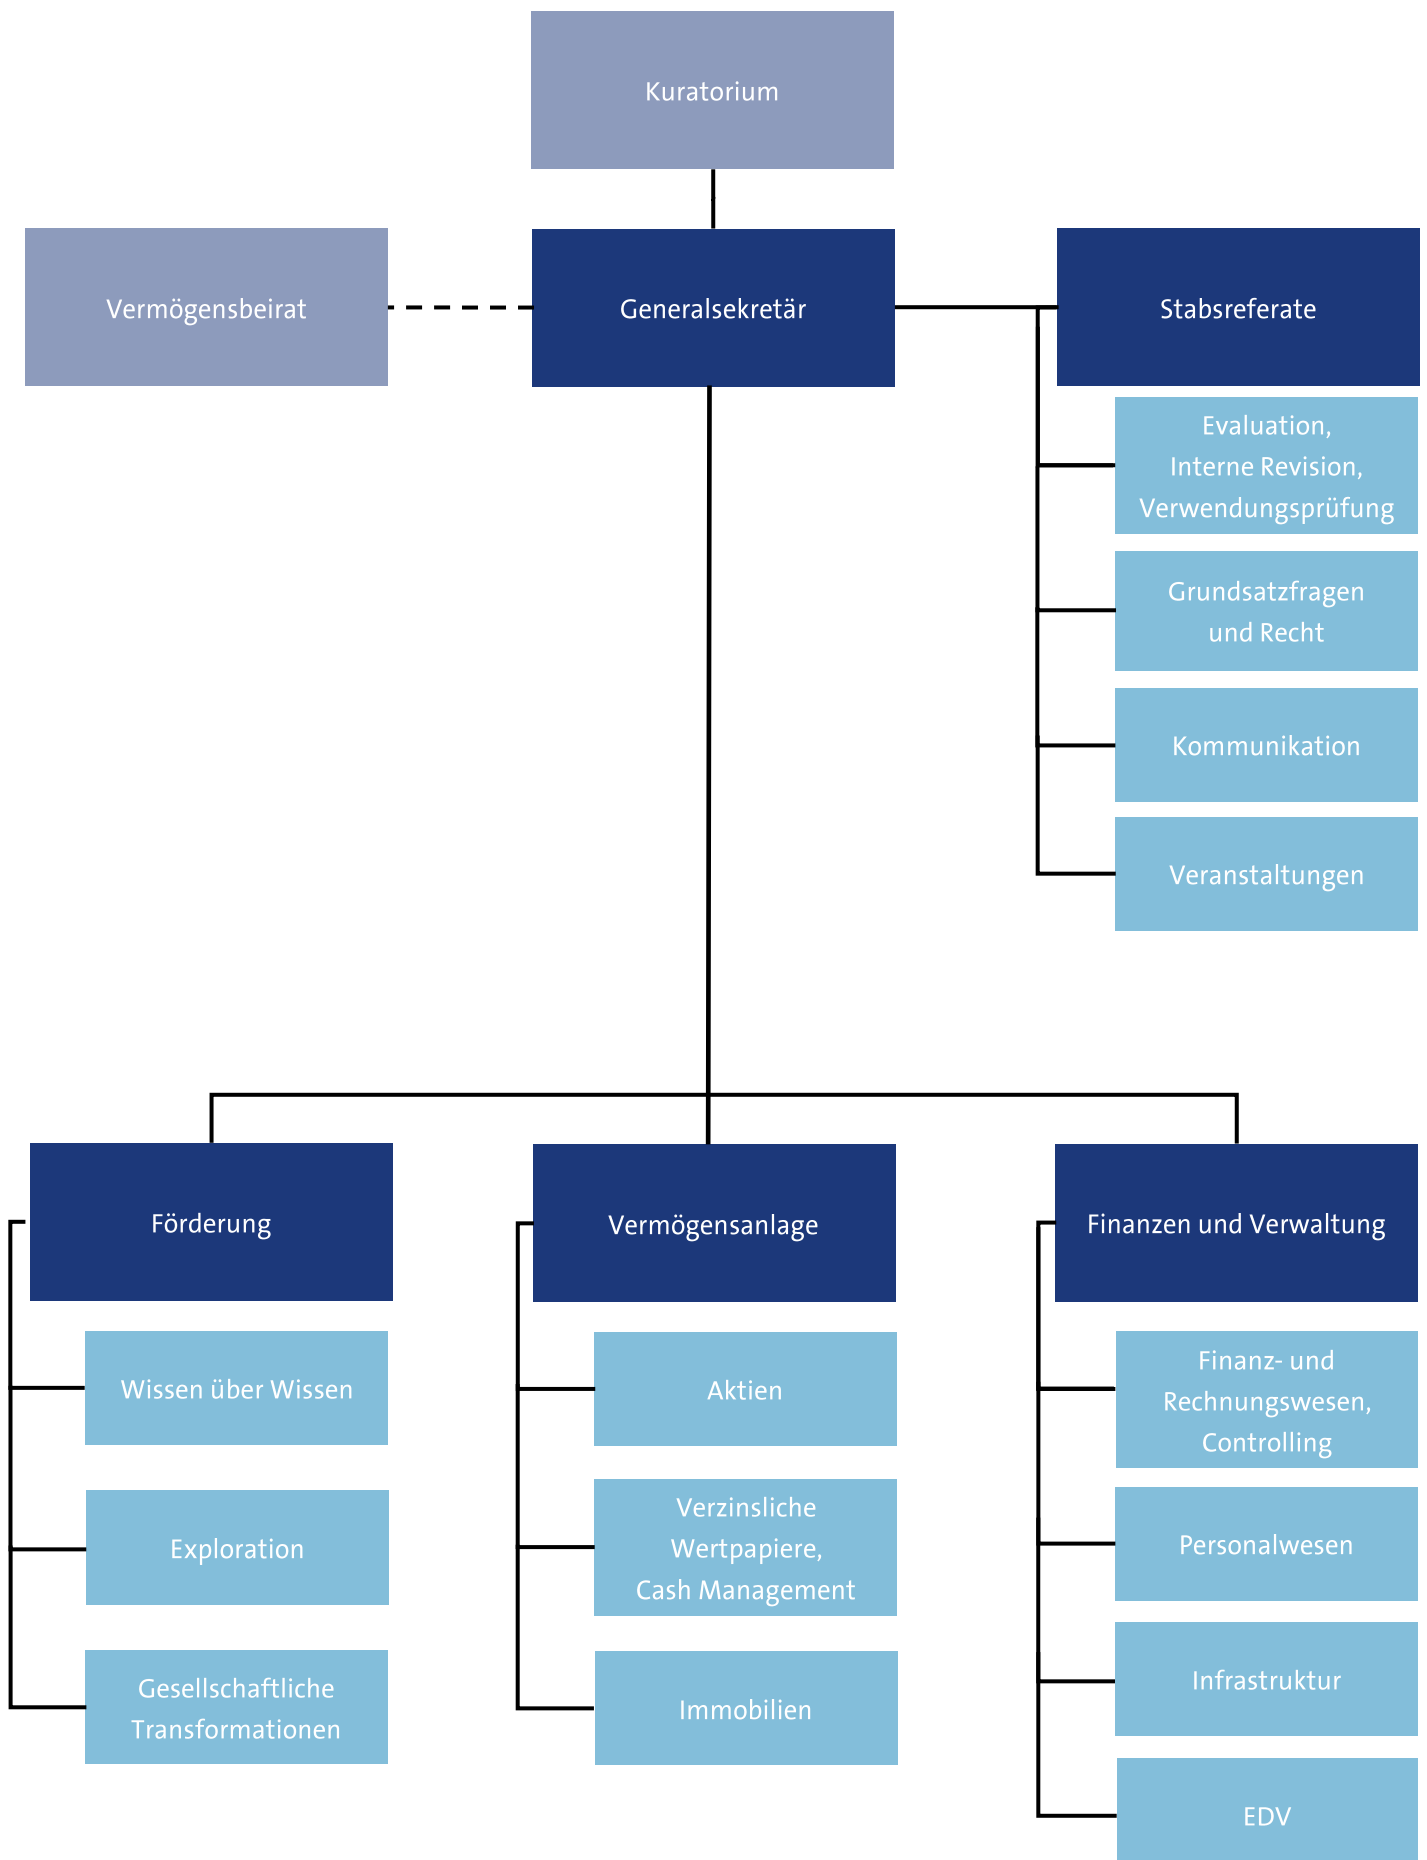 Kuratorium
Vermögensbeirat
Generalsekretär
Stabsreferate
Evaluation,
Interne Revision,
Verwendungsprüfung
Grundsatzfragen
und Recht
Kommunikation
Veranstaltungen
Förderung
Wissen über Wissen
Exploration
Gesellschaftliche
Transformationen
Vermögensanlage
Aktien
Verzinsliche
Wertpapiere,
Cash Management
Immobilien
Finanzen und Verwaltung
Finanz- und
Rechnungswesen,
Controlling
Personalwesen
Infrastruktur
EDV